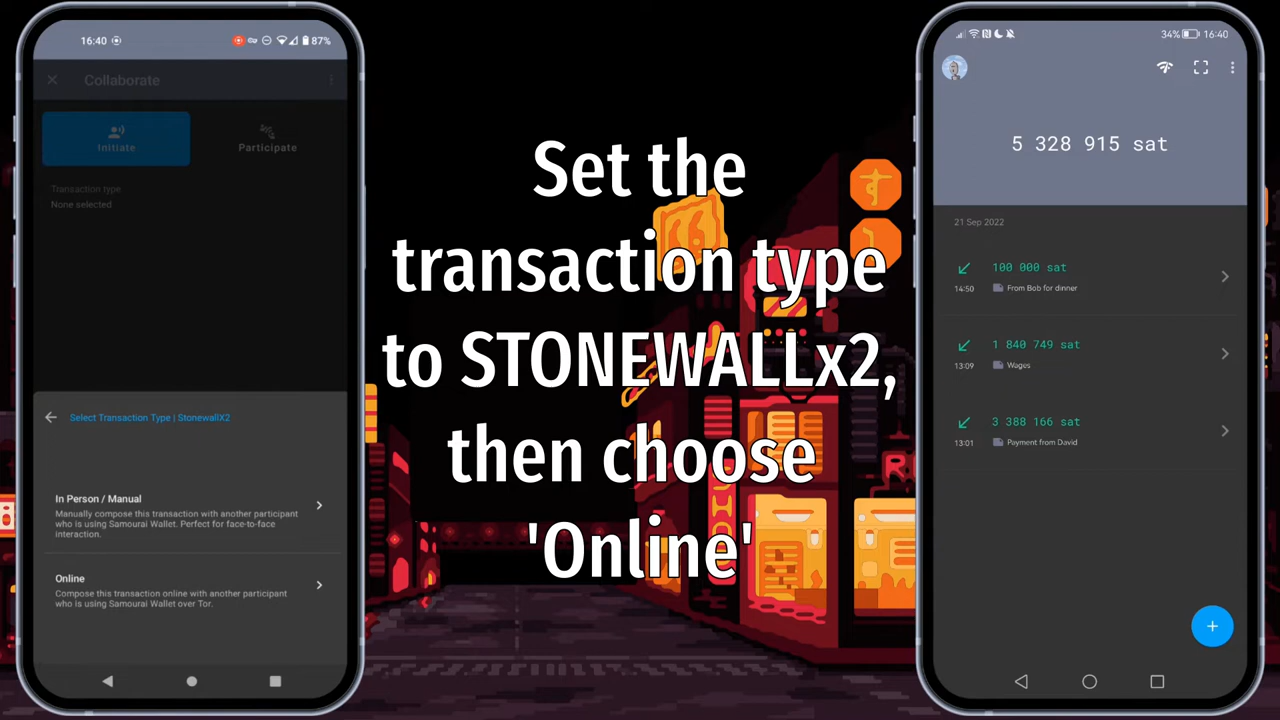 16:40
87%
Collaborate
Initiate
Participate
Transaction type
None selected
Select Transaction Type | StonewallX2
In Person / Manual
Manually compose this transaction with another participant
who is using Samourai Wallet. Perfect for face-to-face
interaction.
Online
Compose this transaction online with another participant
who is using Samourai Wallet over Tor.
Set the
transaction type
to STONEWALLx2,
then choose
'Online'
34% 16:40
5 328 915 sat
21 Sep 2022
100 000 sat
14:50 From Bob for dinner
1 840 749 sat
13:09 Wages
3 388 166 sat
13:01 Payment from David